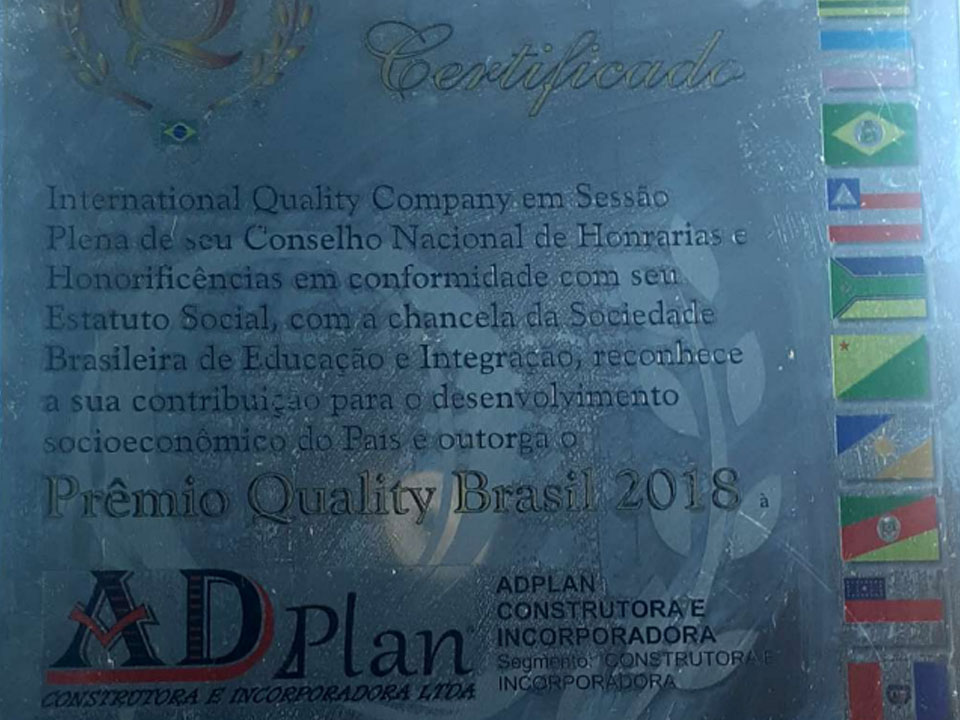 Q
Certificado
International Quality Company em Sessão
Plena de seu Conselho Nacional de Honrarias e
Honorificências em conformidade com seu
Estatuto Social, com a chancela da Sociedade
Brasileira de Educação e Integração, reconhece
a sua contribuição para o desenvolvimento
socioeconômico do País e outorga o
Prêmio Quality Brasil 2018 à
ADPlan
CONSTRUTORA E INCORPORADORA LTDA
ADPLAN
CONSTRUTORA E
INCORPORADORA
Segmento: CONSTRUTORA E
INCORPORADORA